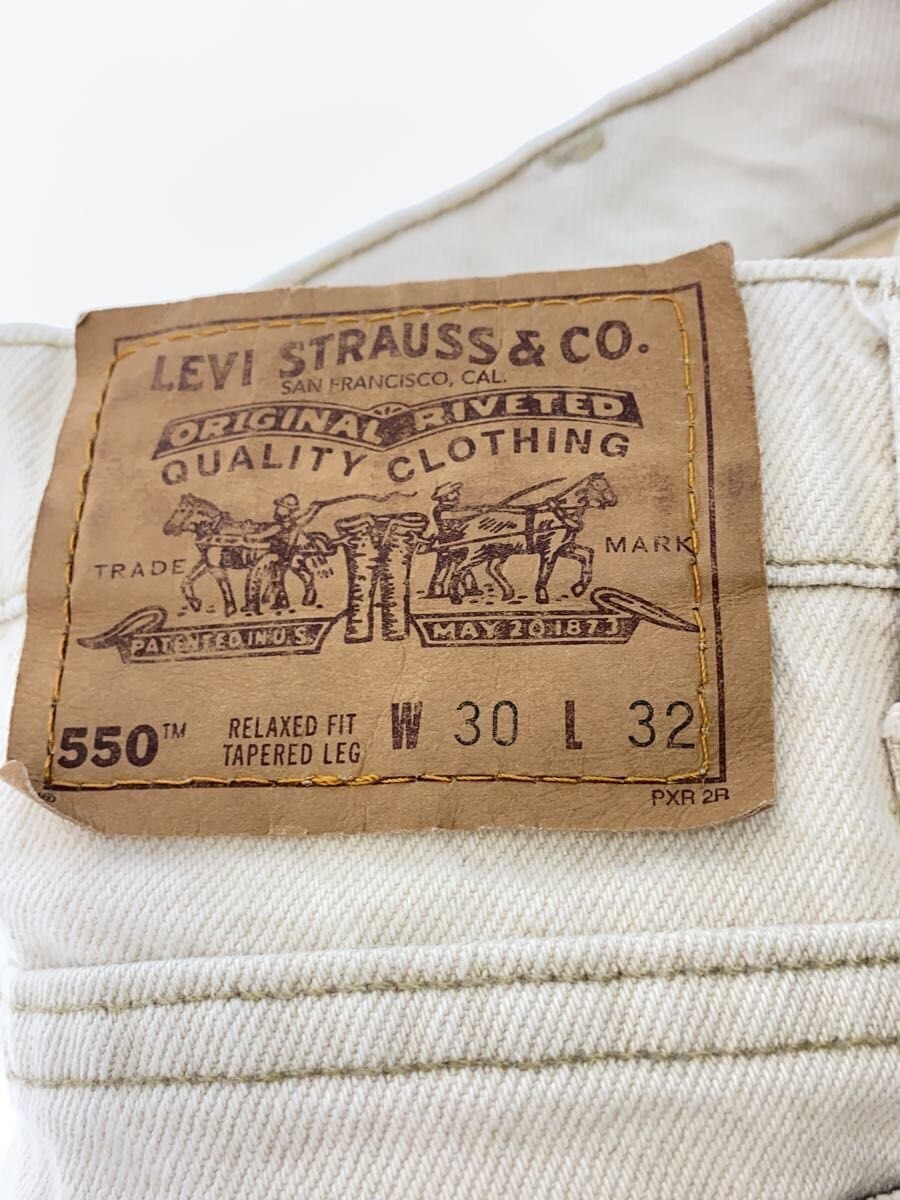 LEVI STRAUSS & CO.
SAN FRANCISCO, CAL.
ORIGINAL RIVETED
QUALITY CLOTHING
TRADE MARK
PATENTED IN U.S. MAY 20 1873
550™ RELAXED FIT W 30 L 32
TAPERED LEG
® PXR 2R